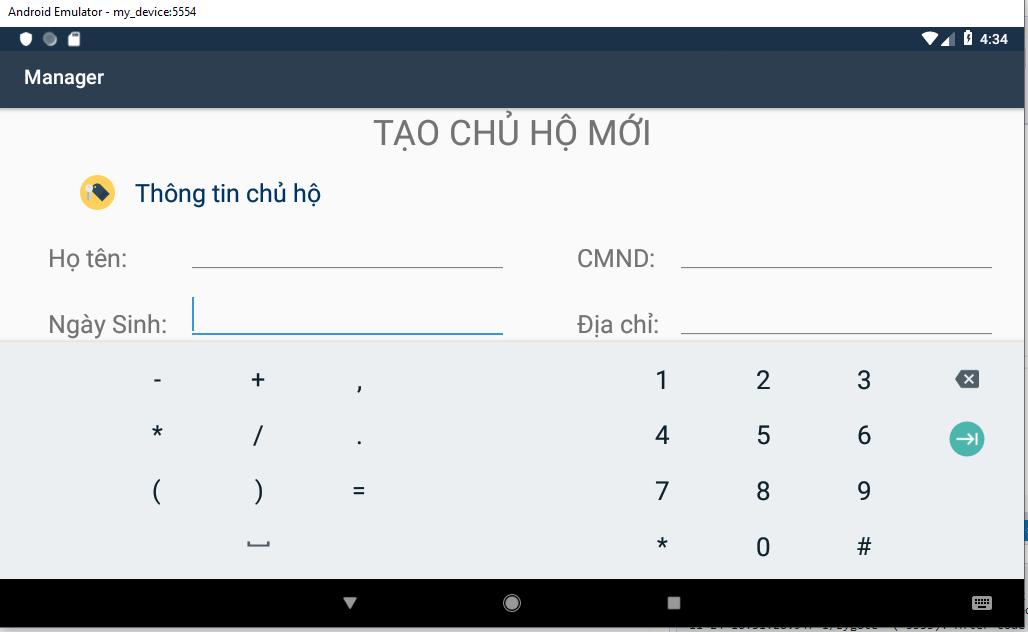 Android Emulator - my_device:5554
4:34
Manager
TẠO CHỦ HỘ MỚI
Thông tin chủ hộ
Họ tên: CMND:
Ngày Sinh: Địa chỉ:
- + , 1 2 3
* / . 4 5 6
( ) = 7 8 9
* 0 #